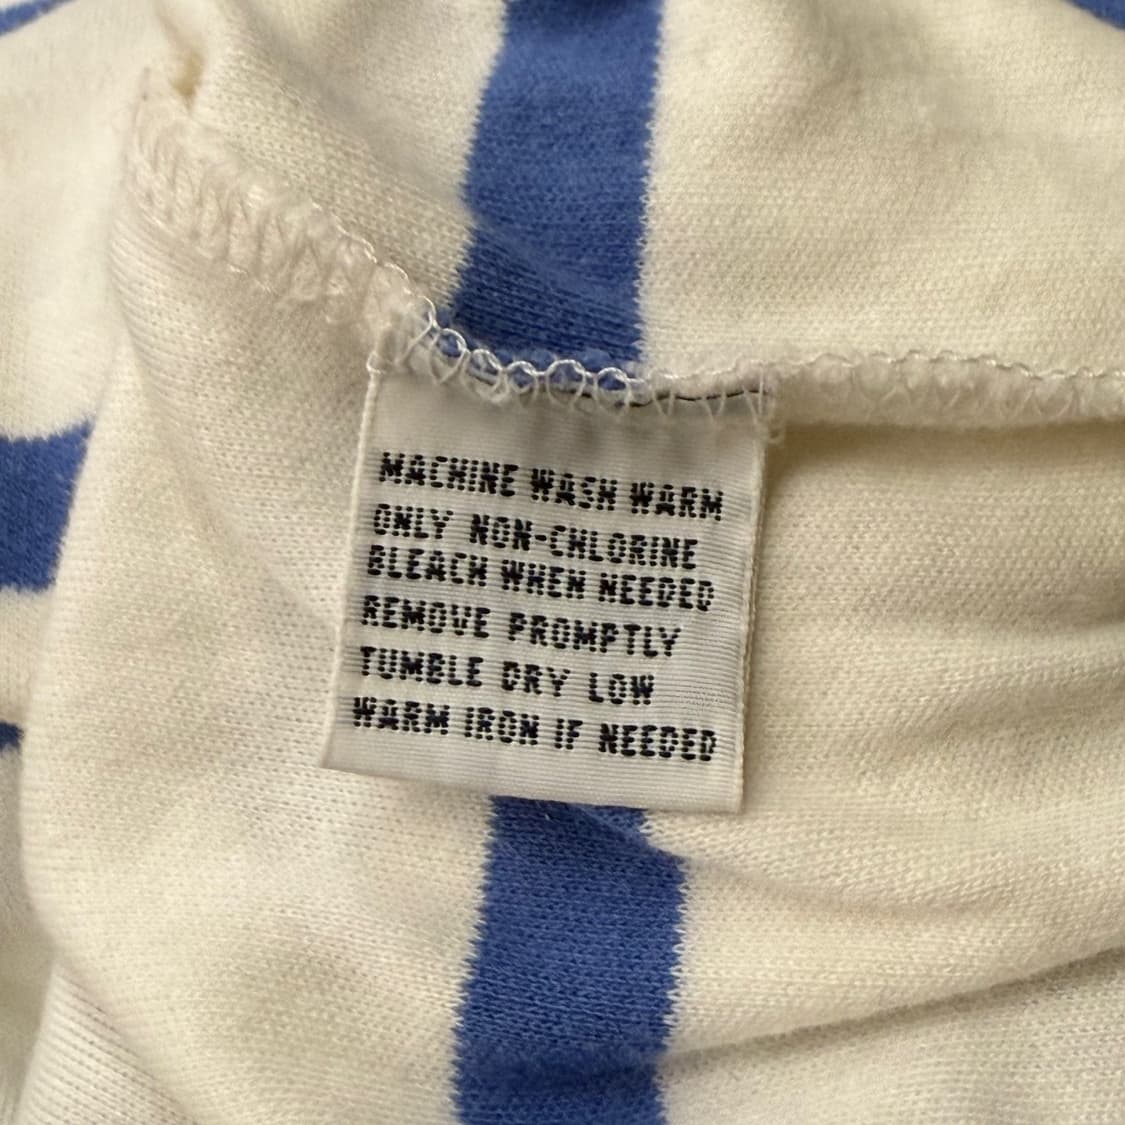 MACHINE WASH WARM
ONLY NON-CHLORINE
BLEACH WHEN NEEDED
REMOVE PROMPTLY
TUMBLE DRY LOW
WARM IRON IF NEEDED